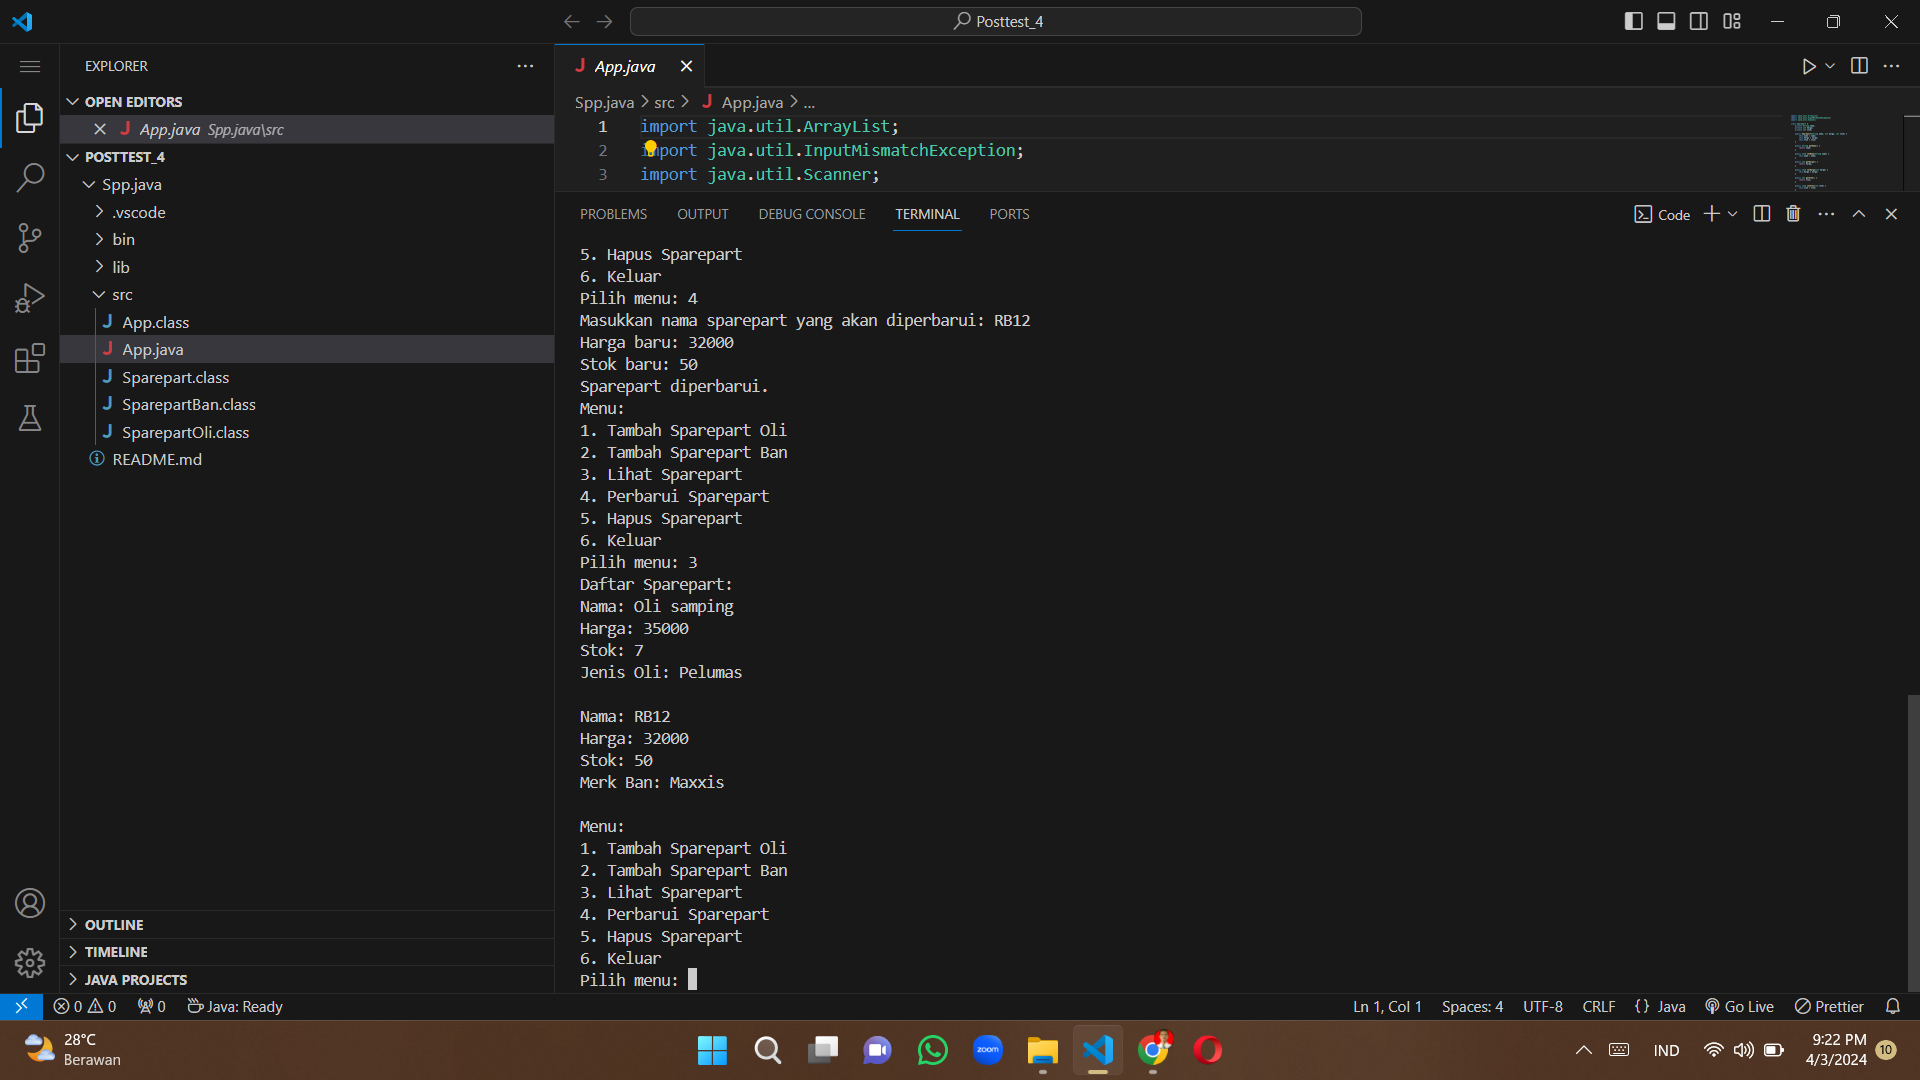 Posttest_4
EXPLORER
OPEN EDITORS
App.java Spp.java\src
POSTTEST_4
Spp.java
.vscode
bin
lib
src
App.class
App.java
Sparepart.class
SparepartBan.class
SparepartOli.class
README.md
OUTLINE
TIMELINE
JAVA PROJECTS
App.java
Spp.java > src > App.java > ...
1 import java.util.ArrayList;
2 import java.util.InputMismatchException;
3 import java.util.Scanner;
PROBLEMS OUTPUT DEBUG CONSOLE TERMINAL PORTS
Code
5. Hapus Sparepart
6. Keluar
Pilih menu: 4
Masukkan nama sparepart yang akan diperbarui: RB12
Harga baru: 32000
Stok baru: 50
Sparepart diperbarui.
Menu:
1. Tambah Sparepart Oli
2. Tambah Sparepart Ban
3. Lihat Sparepart
4. Perbarui Sparepart
5. Hapus Sparepart
6. Keluar
Pilih menu: 3
Daftar Sparepart:
Nama: Oli samping
Harga: 35000
Stok: 7
Jenis Oli: Pelumas
Nama: RB12
Harga: 32000
Stok: 50
Merk Ban: Maxxis
Menu:
1. Tambah Sparepart Oli
2. Tambah Sparepart Ban
3. Lihat Sparepart
4. Perbarui Sparepart
5. Hapus Sparepart
6. Keluar
Pilih menu:
0 0 0 Java: Ready
Ln 1, Col 1 Spaces: 4 UTF-8 CRLF {} Java Go Live Prettier
28°C
Berawan
zoom
IND
9:22 PM
4/3/2024
10